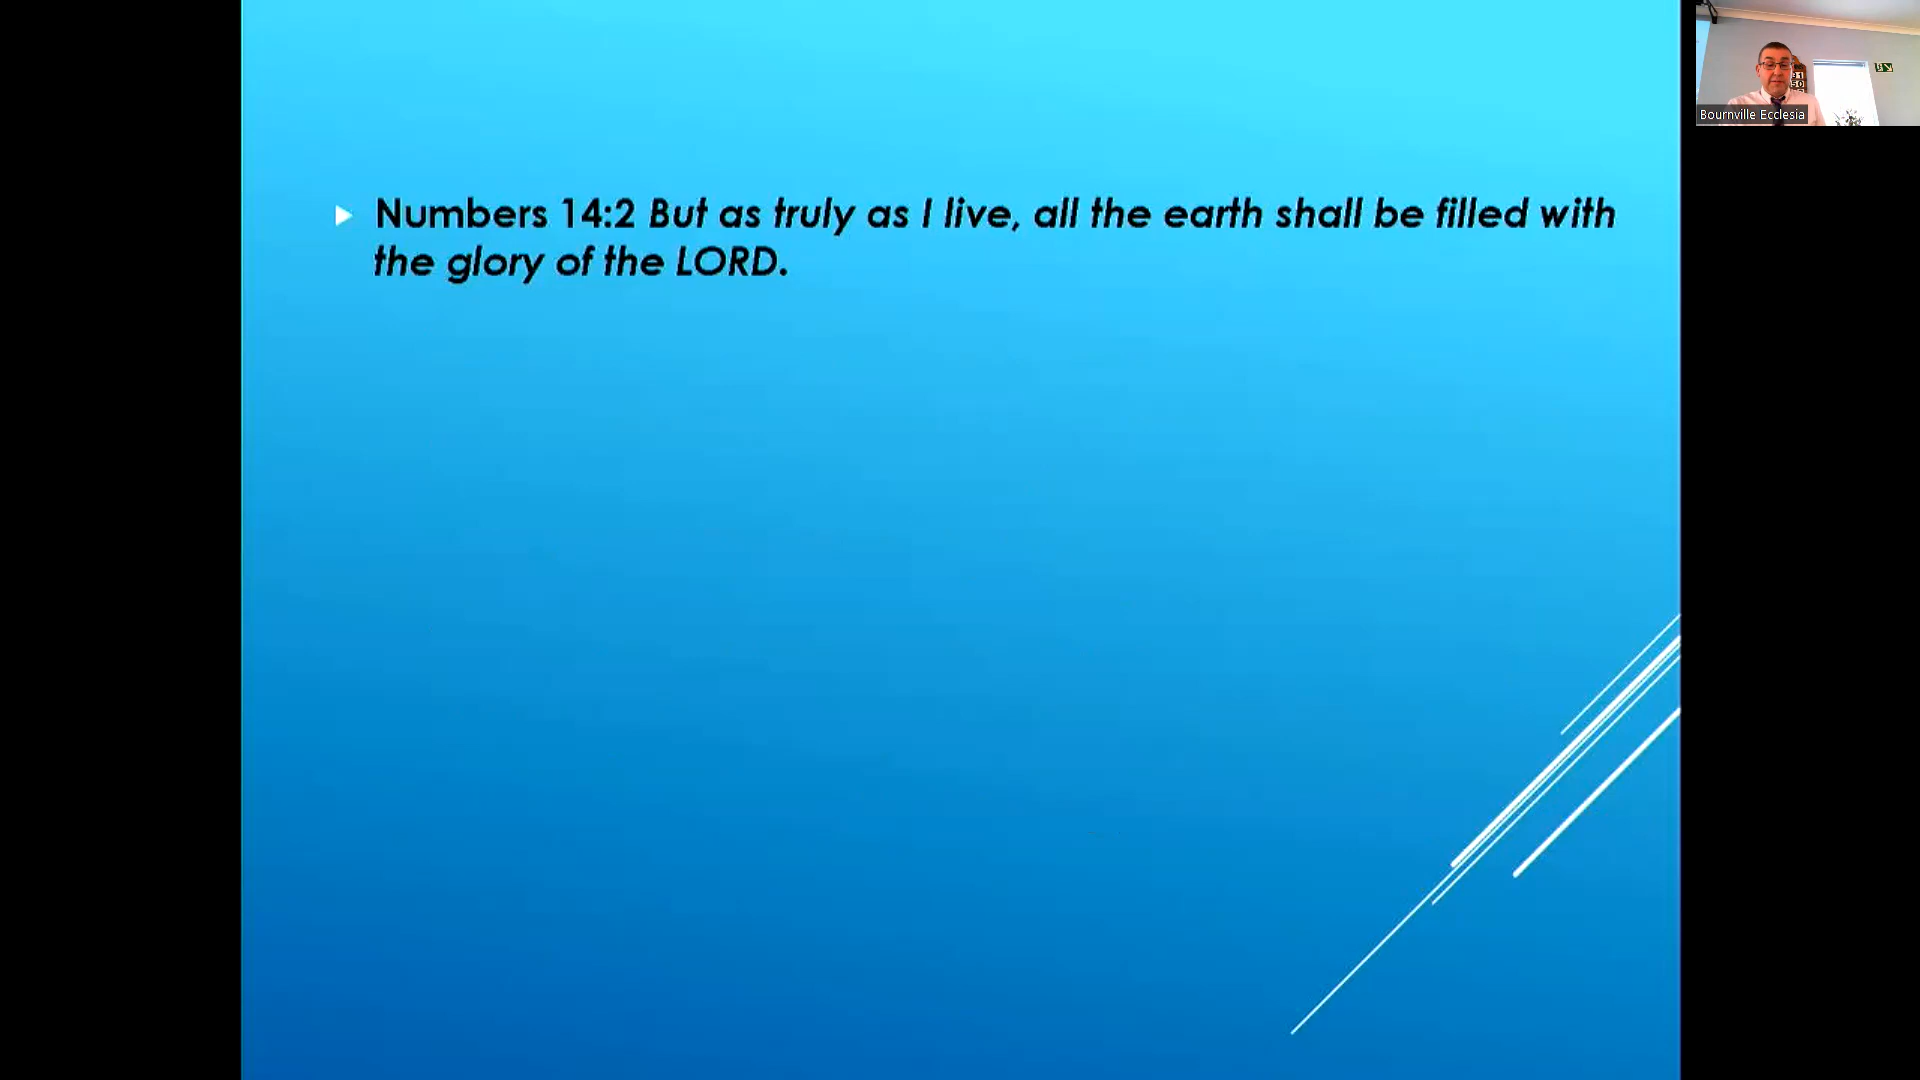 Numbers 14:2 But as truly as I live, all the earth shall be filled with
the glory of the LORD.
Bournville Ecclesia